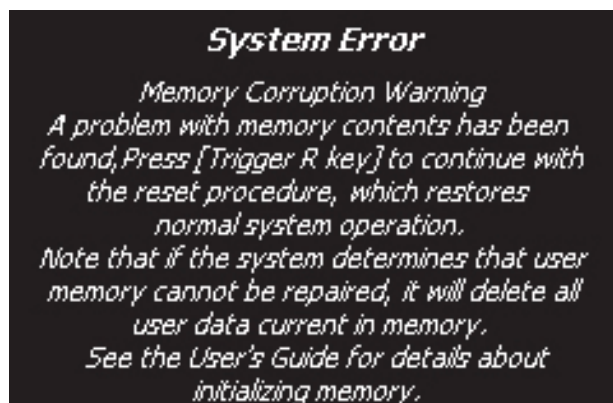 System Error
Memory Corruption Warning
A problem with memory contents has been
found,Press [Trigger R key] to continue with
the reset procedure, which restores
normal system operation.
Note that if the system determines that user
memory cannot be repaired, it will delete all
user data current in memory.
See the User's Guide for details about
initializing memory.